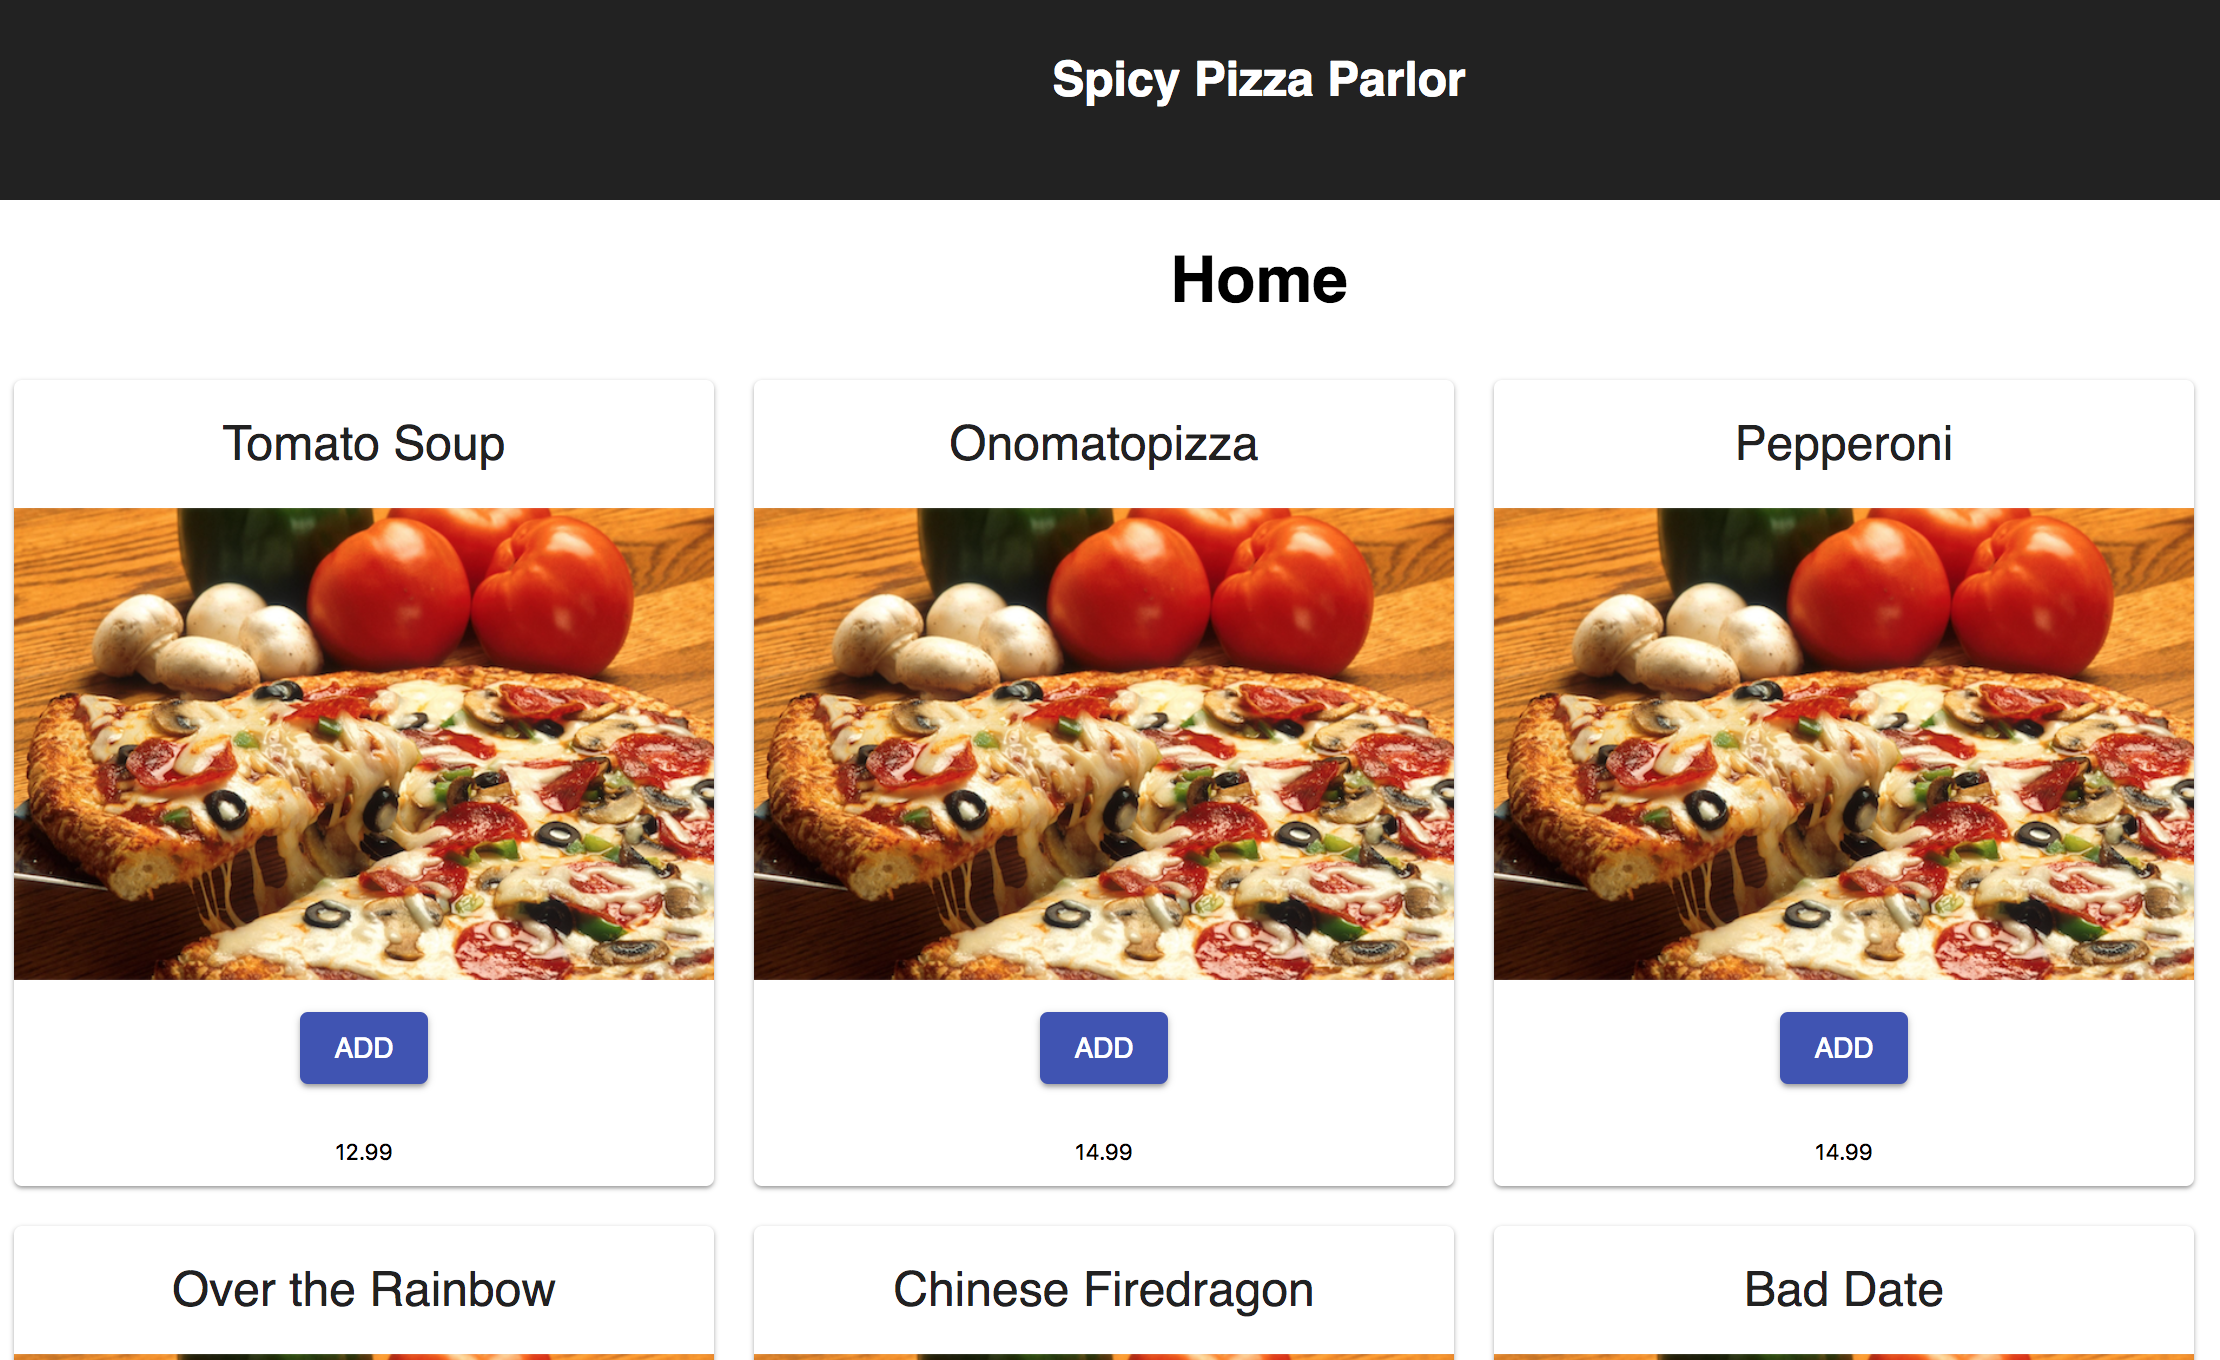 Spicy Pizza Parlor
Home
Tomato Soup
Onomatopizza
Pepperoni
ADD
ADD
ADD
12.99
14.99
14.99
Over the Rainbow
Chinese Firedragon
Bad Date